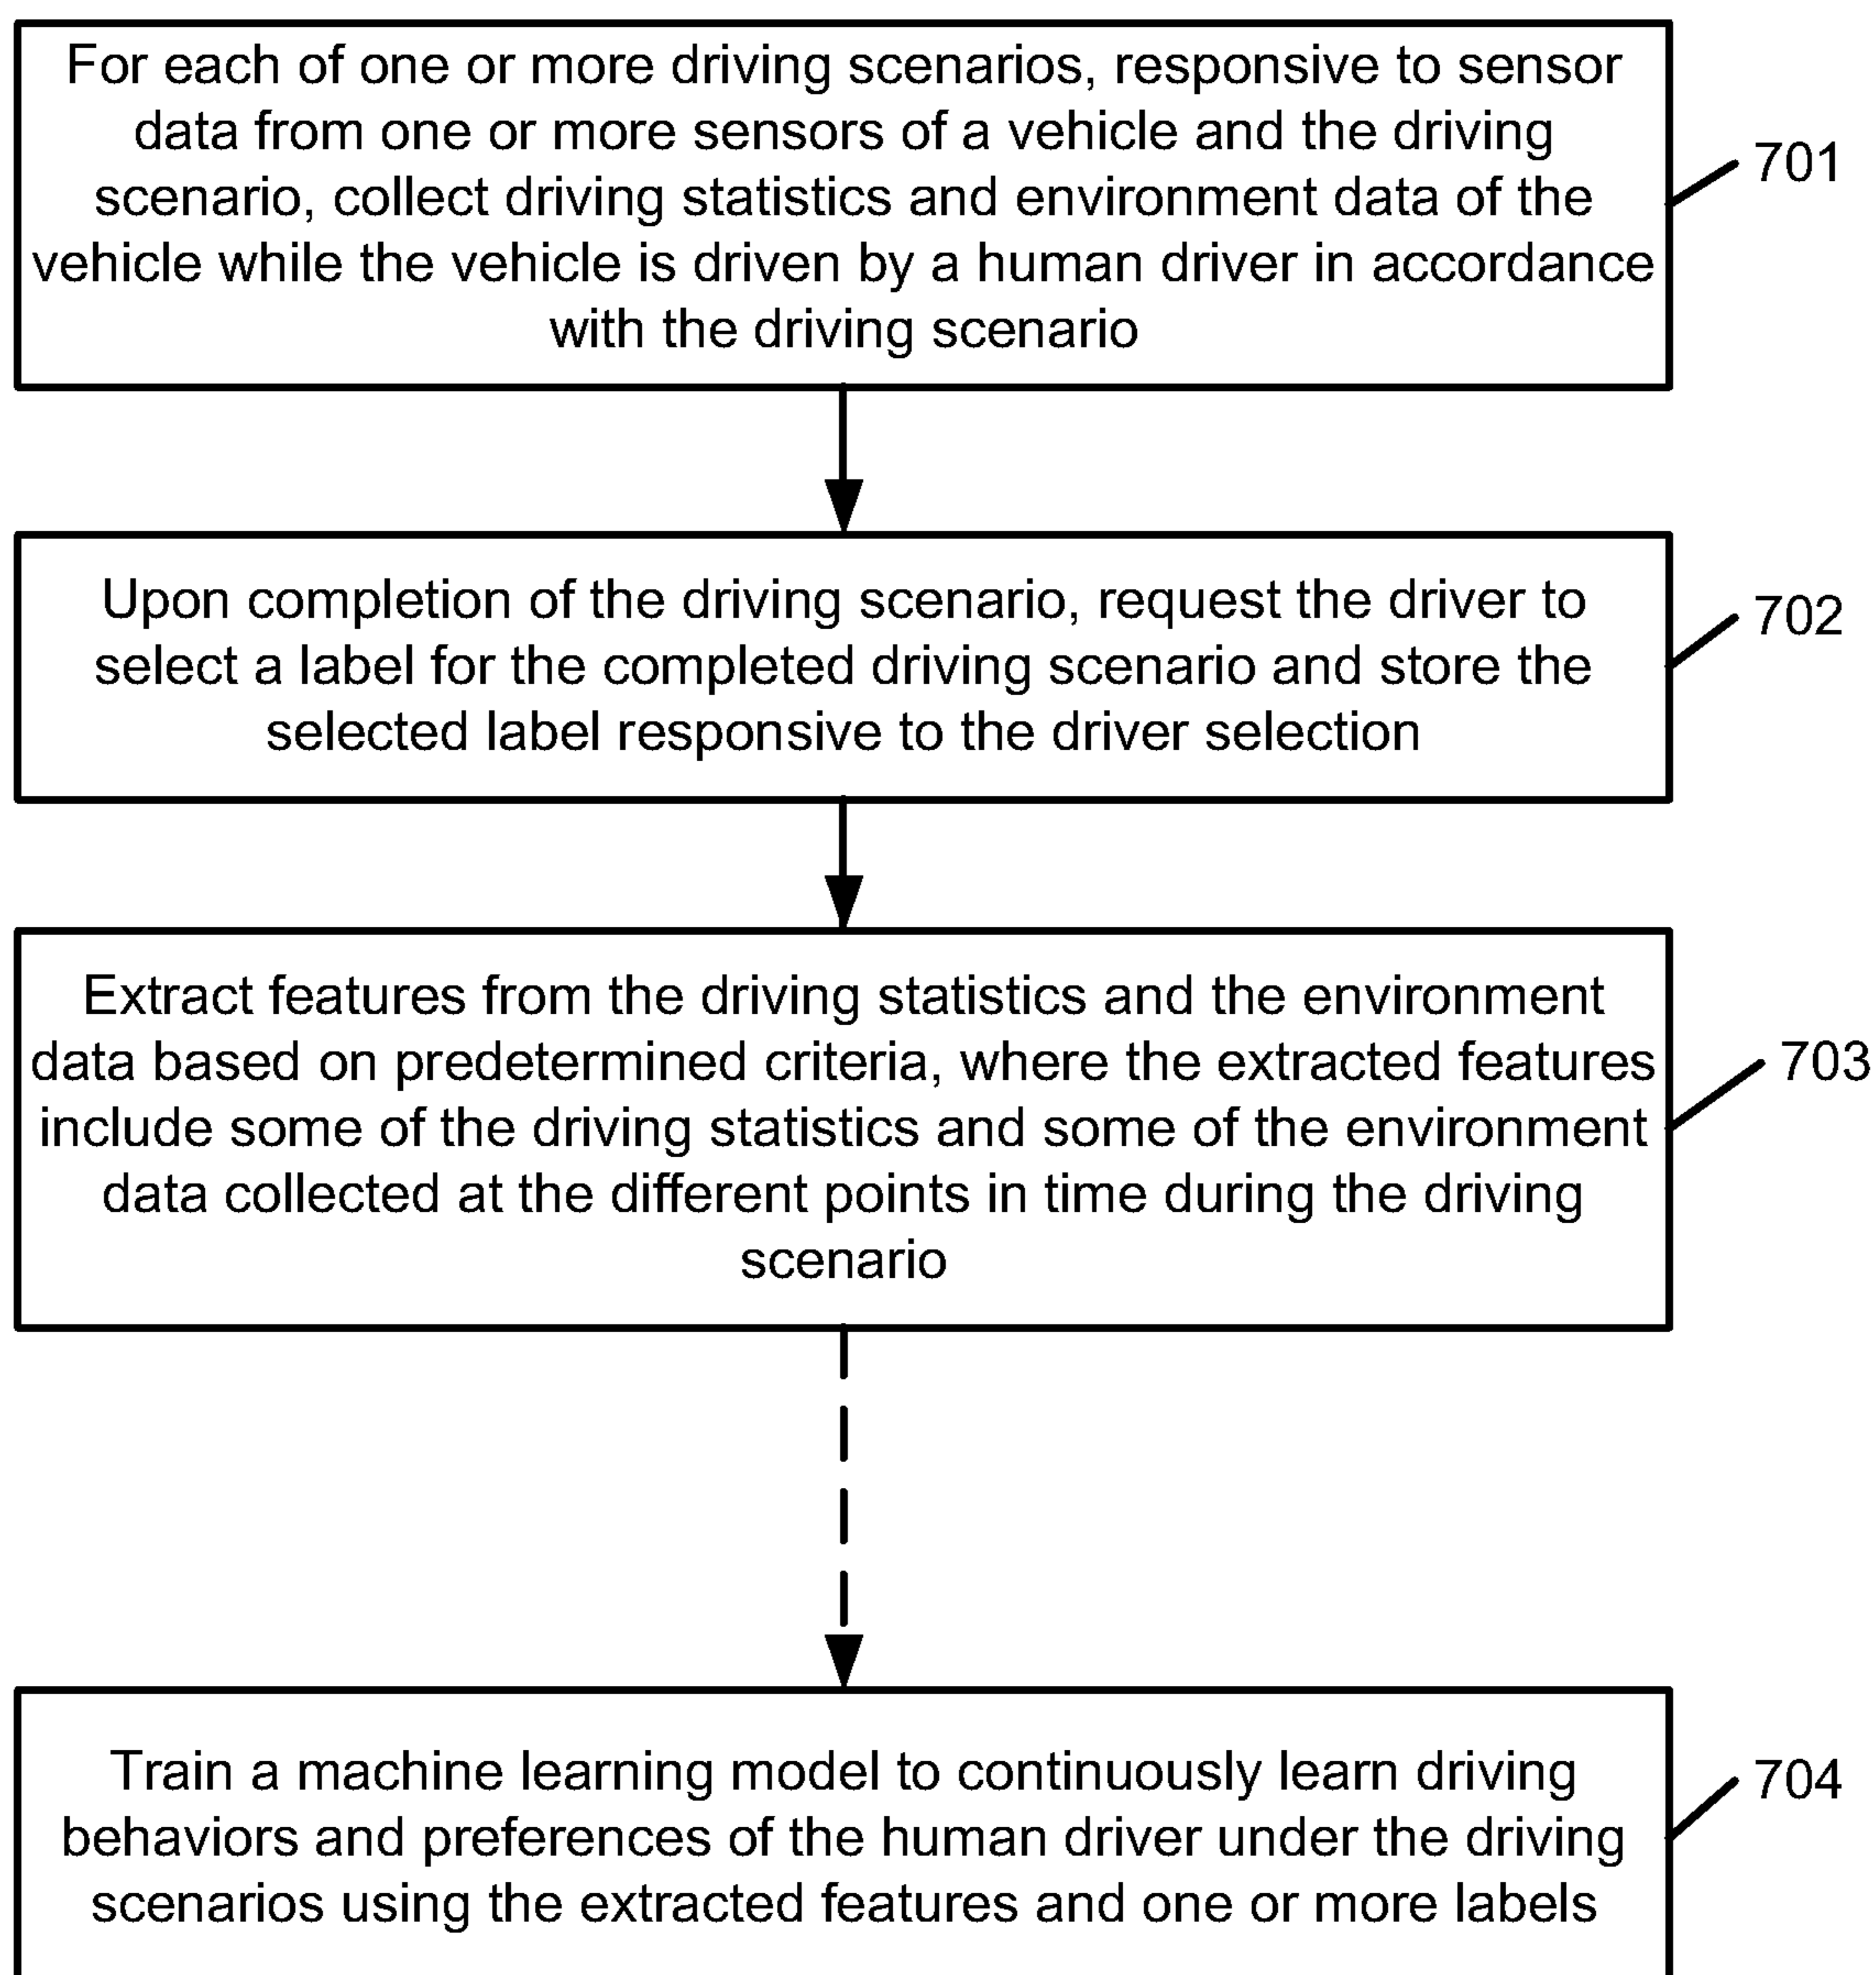 For each of one or more driving scenarios, responsive to sensor
data from one or more sensors of a vehicle and the driving
scenario, collect driving statistics and environment data of the
vehicle while the vehicle is driven by a human driver in accordance
with the driving scenario
701
Upon completion of the driving scenario, request the driver to
select a label for the completed driving scenario and store the
selected label responsive to the driver selection
702
Extract features from the driving statistics and the environment
data based on predetermined criteria, where the extracted features
include some of the driving statistics and some of the environment
data collected at the different points in time during the driving
scenario
703
Train a machine learning model to continuously learn driving
behaviors and preferences of the human driver under the driving
scenarios using the extracted features and one or more labels
704